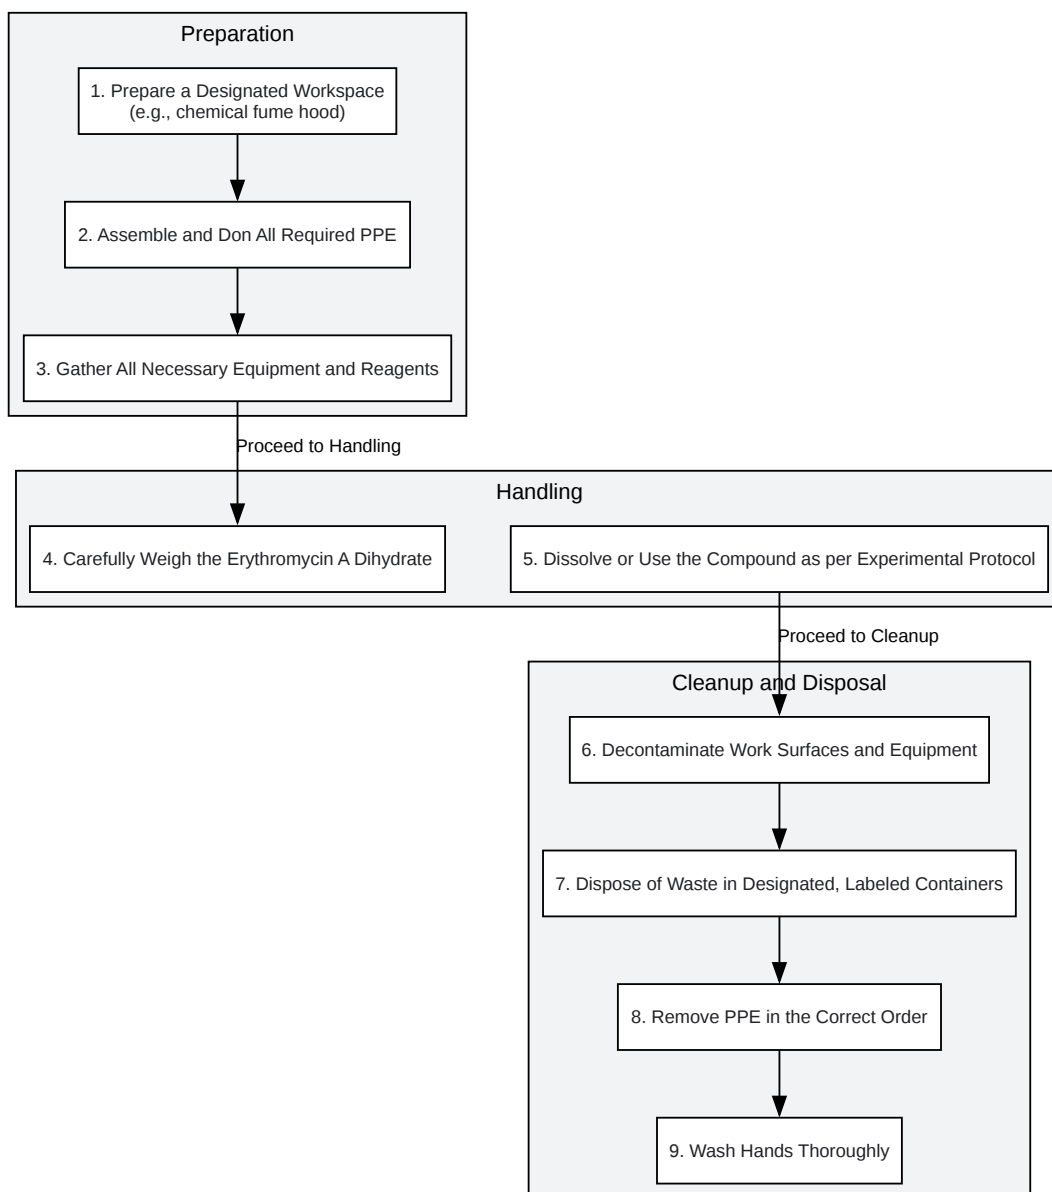 Preparation
1. Prepare a Designated Workspace
(e.g., chemical fume hood)
2. Assemble and Don All Required PPE
3. Gather All Necessary Equipment and Reagents
Proceed to Handling
Handling
4. Carefully Weigh the Erythromycin A Dihydrate
5. Dissolve or Use the Compound as per Experimental Protocol
Proceed to Cleanup
Cleanup and Disposal
6. Decontaminate Work Surfaces and Equipment
7. Dispose of Waste in Designated, Labeled Containers
8. Remove PPE in the Correct Order
9. Wash Hands Thoroughly